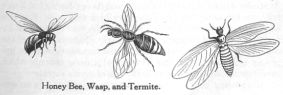 Honey Bee, Wasp, and Termite.